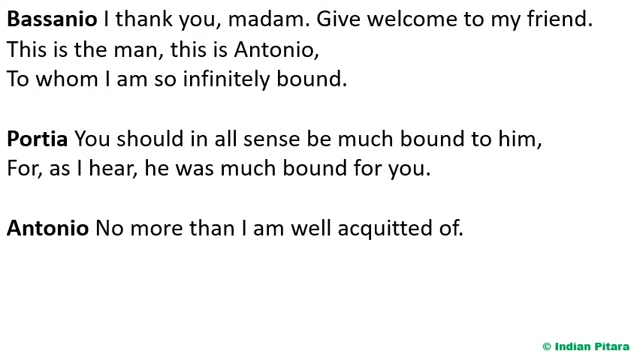 Bassanio I thank you, madam. Give welcome to my friend.
This is the man, this is Antonio,
To whom I am so infinitely bound.
Portia You should in all sense be much bound to him,
For, as I hear, he was much bound for you.
Antonio No more than I am well acquitted of.
© Indian Pitara